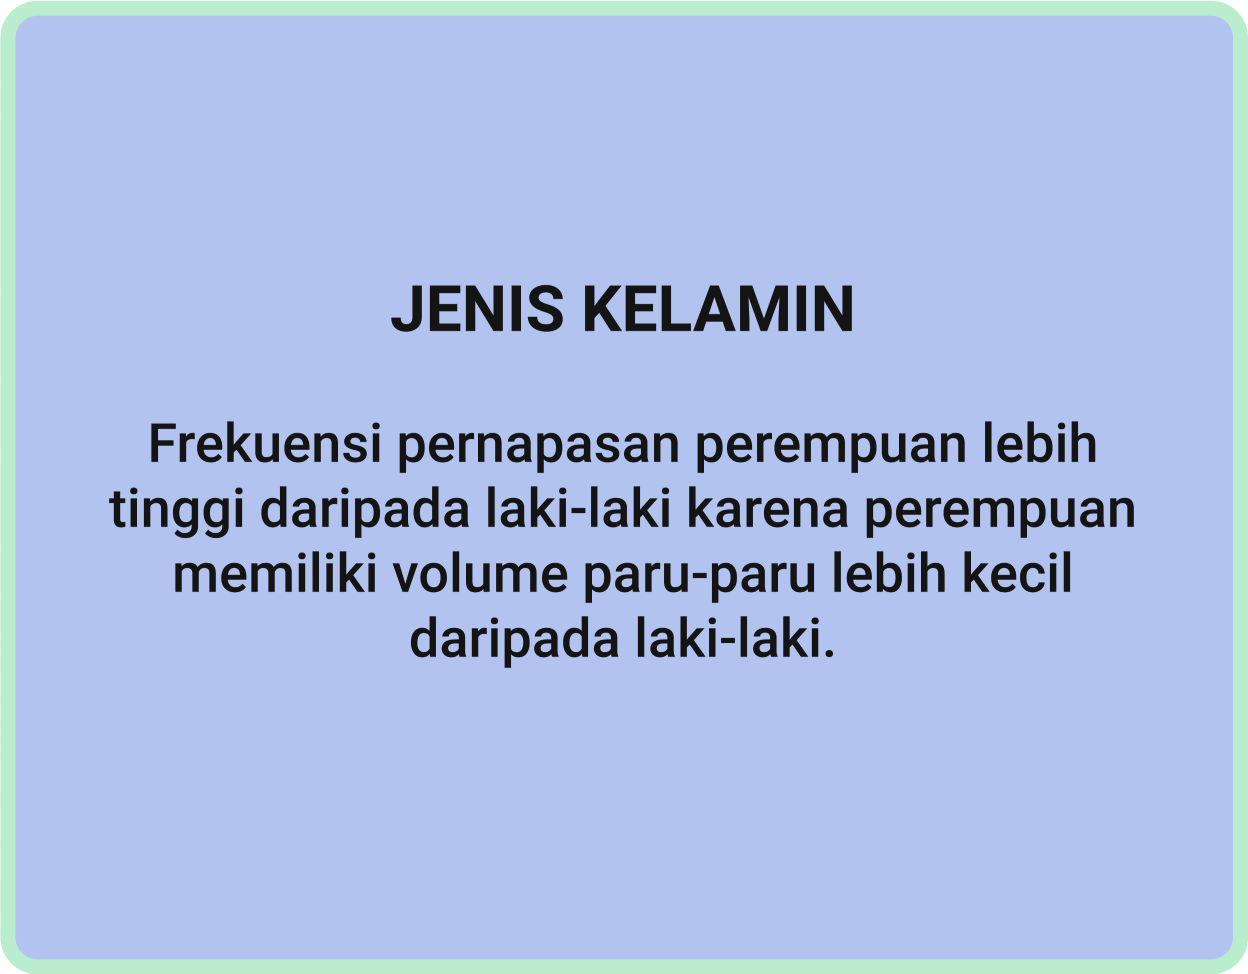 JENIS KELAMIN
Frekuensi pernapasan perempuan lebih
tinggi daripada laki-laki karena perempuan
memiliki volume paru-paru lebih kecil
daripada laki-laki.